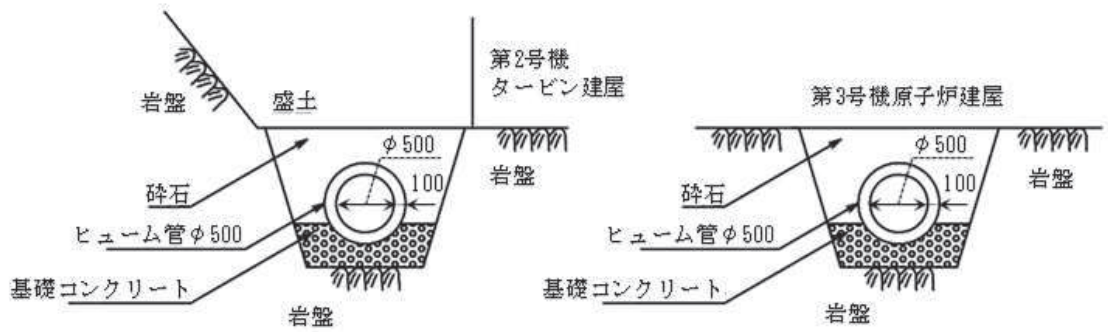 第2号機
タービン建屋
岩盤
盛土
φ500
岩盤
碎石
100
ヒューム管φ500
基礎コンクリート
岩盤
第3号機原子炉建屋
φ500
岩盤
碎石
100
ヒューム管φ500
基礎コンクリート
岩盤